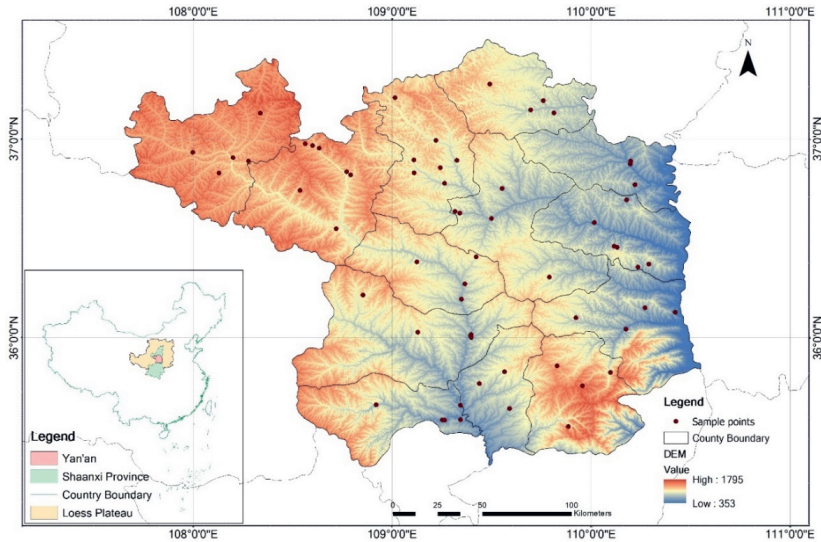 108°0'0"E 109°0'0"E 110°0'0"E 111°0'0"E
N
37°0'0"N 37°0'0"N
36°0'0"N 36°0'0"N
Legend
Yan'an
Shaanxi Province
Country Boundary
Loess Plateau
Legend
Sample points
County Boundary
DEM
Value
High : 1795
Low : 353
0 25 50 100
Kilometers
108°0'0"E 109°0'0"E 110°0'0"E 111°0'0"E